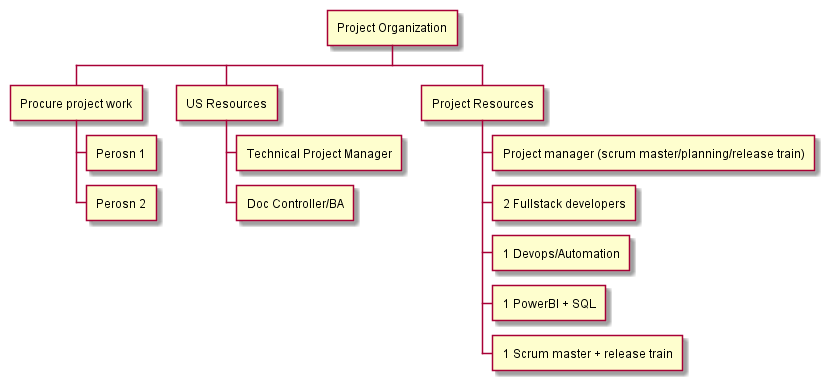 Project Organization
Procure project work
US Resources
Project Resources
Perosn 1
Technical Project Manager
Project manager (scrum master/planning/release train)
Perosn 2
Doc Controller/BA
2 Fullstack developers
1 Devops/Automation
1 PowerBI + SQL
1 Scrum master + release train